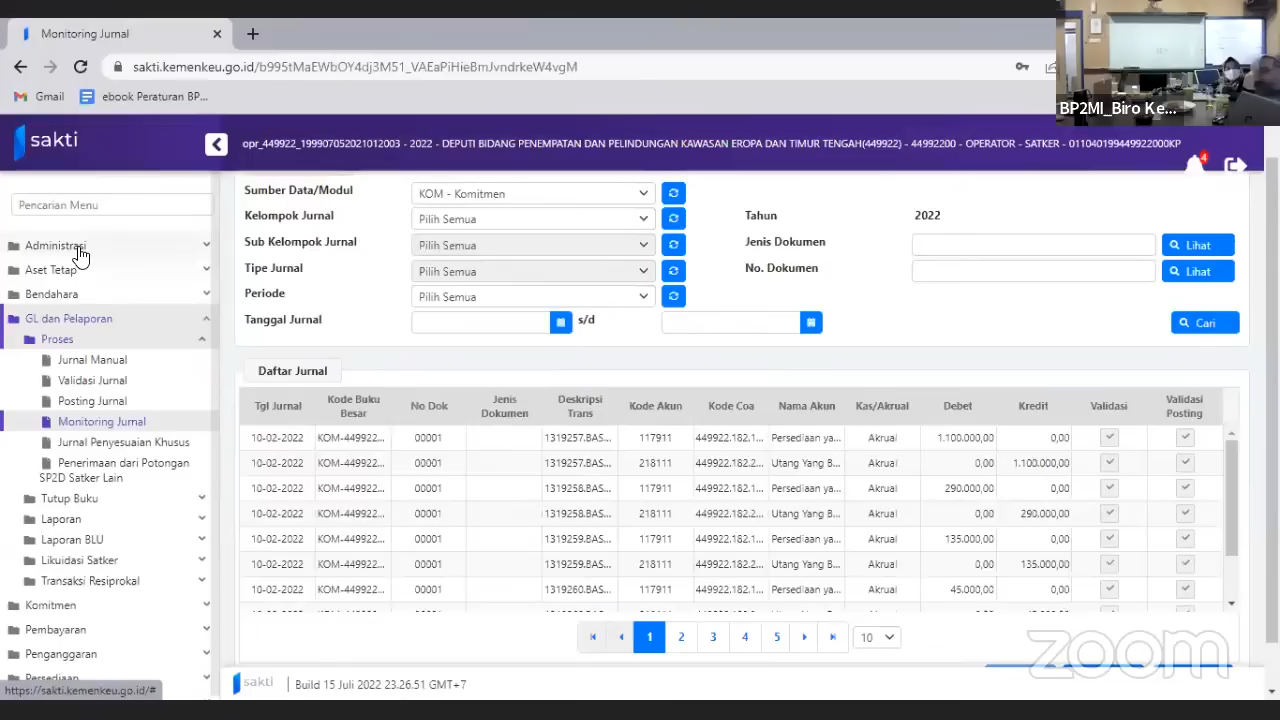 Monitoring Jurnal
sakti.kemenkeu.go.id/b995tMaEWbOY4dj3M51_VAEaPiHieBmJvndrkeW4vgM
Gmail
ebook Peraturan BP...
BP2MI_Biro Ke...
sakti
opr_449922_199907052021012003 - 2022 - DEPUTI BIDANG PENEMPATAN DAN PELINDUNGAN KAWASAN EROPA DAN TIMUR TENGAH(449922) - 44992200 - OPERATOR - SATKER - 011040199449922000KP
4
Pencarian Menu
Administrasi
Aset Tetap
Bendahara
GL dan Pelaporan
Proses
Jurnal Manual
Validasi Jurnal
Posting Jurnal
Monitoring Jurnal
Jurnal Penyesuaian Khusus
Penerimaan dari Potongan
SP2D Satker Lain
Tutup Buku
Laporan
Laporan BLU
Likuidasi Satker
Transaksi Resiprokal
Komitmen
Pembayaran
Penganggaran
Persediaan
https://sakti.kemenkeu.go.id/#
Sumber Data/Modul KOM - Komitmen
Kelompok Jurnal Pilih Semua Tahun 2022
Sub Kelompok Jurnal Pilih Semua Jenis Dokumen Lihat
Tipe Jurnal Pilih Semua No. Dokumen Lihat
Periode Pilih Semua
Tanggal Jurnal s/d Cari
Daftar Jurnal
Tgl Jurnal Kode Buku Besar No Dok Jenis Dokumen Deskripsi Trans Kode Akun Kode Coa Nama Akun Kas/Akrual Debet Kredit Validasi Validasi Posting
10-02-2022 KOM-449922... 00001 1319257.BAS... 117911 449922.182.1... Persediaan ya... Akrual 1.100.000,00 0,00
10-02-2022 KOM-449922... 00001 1319257.BAS... 218111 449922.182.2... Utang Yang B... Akrual 0,00 1.100.000,00
10-02-2022 KOM-449922... 00001 1319258.BAS... 117911 449922.182.1... Persediaan ya... Akrual 290.000,00 0,00
10-02-2022 KOM-449922... 00001 1319258.BAS... 218111 449922.182.2... Utang Yang B... Akrual 0,00 290.000,00
10-02-2022 KOM-449922... 00001 1319259.BAS... 117911 449922.182.1... Persediaan ya... Akrual 135.000,00 0,00
10-02-2022 KOM-449922... 00001 1319259.BAS... 218111 449922.182.2... Utang Yang B... Akrual 0,00 135.000,00
10-02-2022 KOM-449922... 00001 1319260.BAS... 117911 449922.182.1... Persediaan ya... Akrual 45.000,00 0,00
1 2 3 4 5 10
zoom
sakti Build 15 Juli 2022 23.26.51 GMT+7